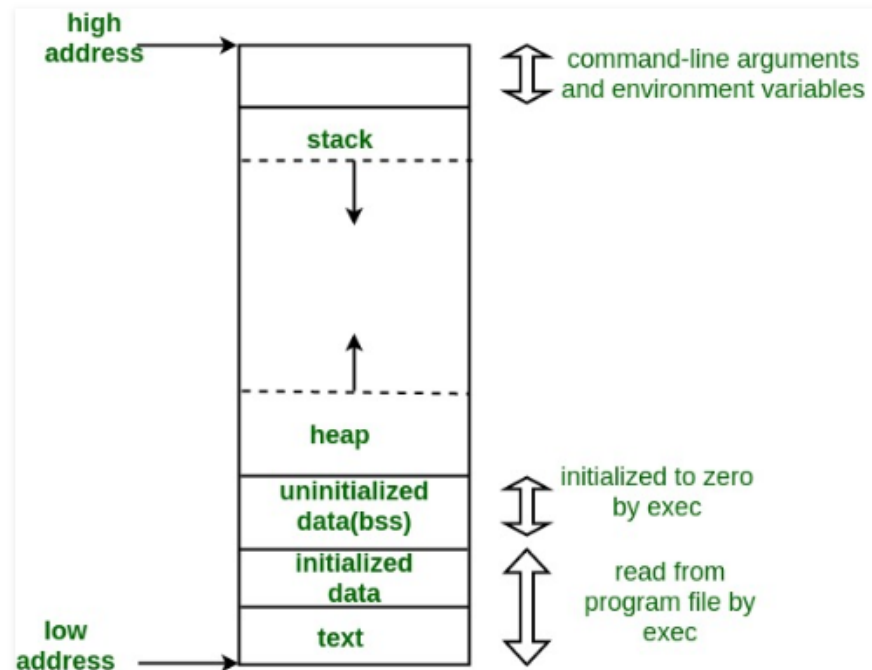 high
address
command-line arguments
and environment variables
stack
heap
uninitialized
data(bss)
initialized to zero
by exec
initialized
data
read from
program file by
exec
text
low
address